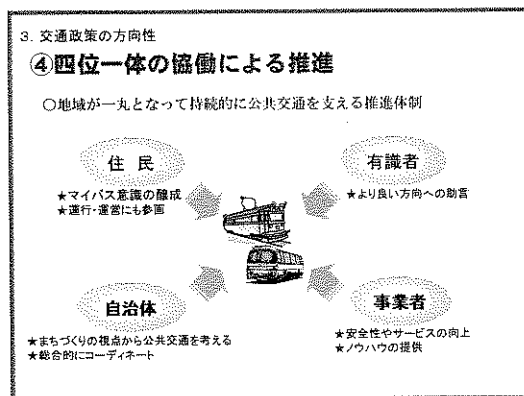 3. 交通政策の方向性
④四位一体の協働による推進
○地域が一丸となって持続的に公共交通を支える推進体制
住 民
★マイバス意識の醸成
★運行・運営にも参画
有識者
★より良い方向への助言
自治体
★まちづくりの視点から公共交通を考える
★総合的にコーディネート
事業者
★安全性やサービスの向上
★ノウハウの提供